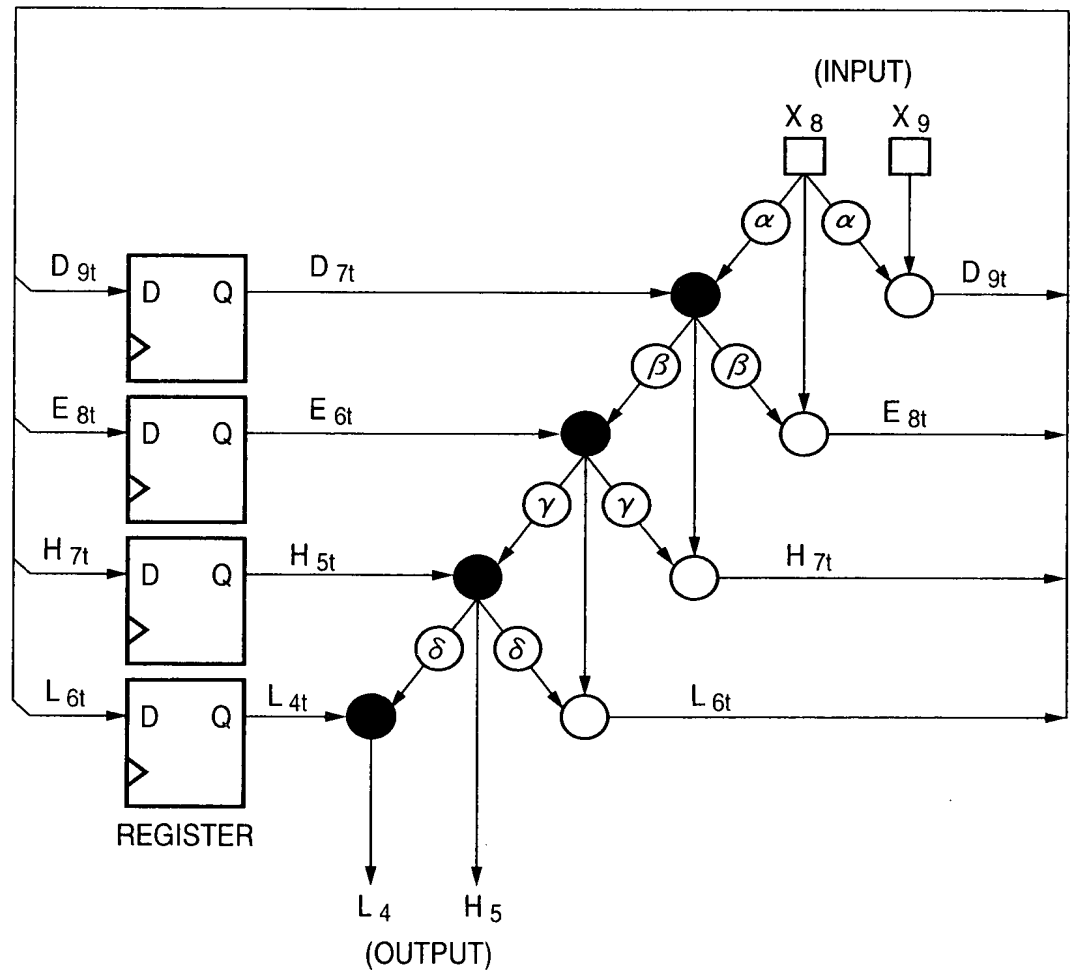 (INPUT)
X 8 X 9
α α
D 9t D Q D 7t D 9t
β β
E 8t D Q E 6t E 8t
γ γ
H 7t D Q H 5t H 7t
δ δ
L 6t D Q L 4t L 6t
REGISTER
L 4 H 5
(OUTPUT)